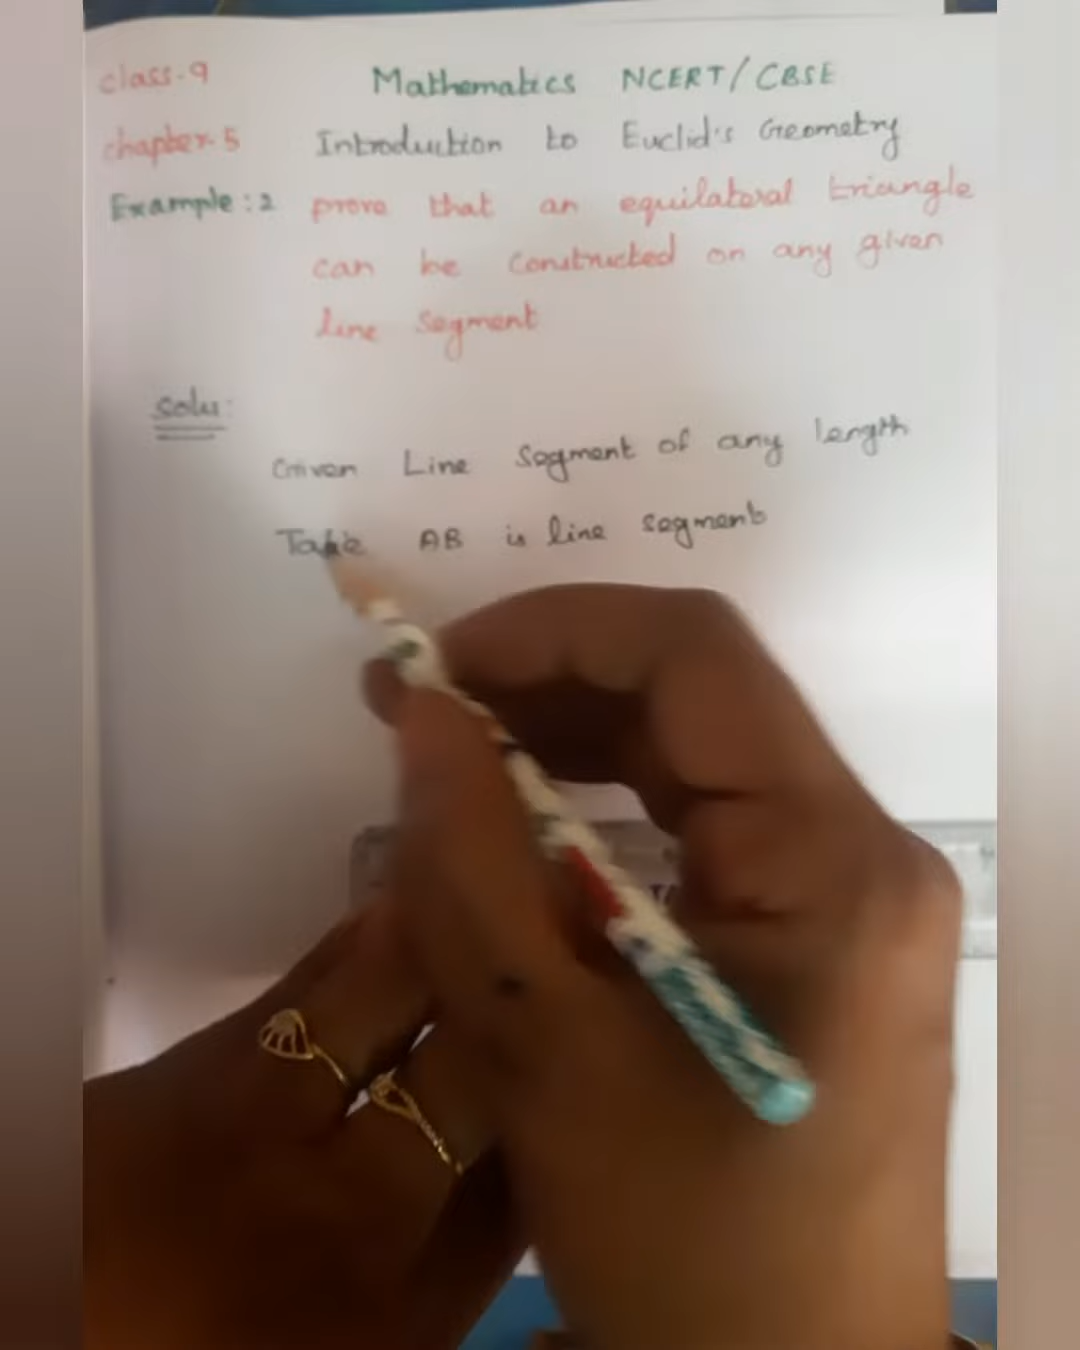 class-9 Mathematics NCERT/CBSE
chapter-5 Introduction to Euclid's Geometry
Example:2 prove that an equilateral triangle
can be constructed on any given
line segment
Solu:
Given Line Segment of any length
Take AB is line segment